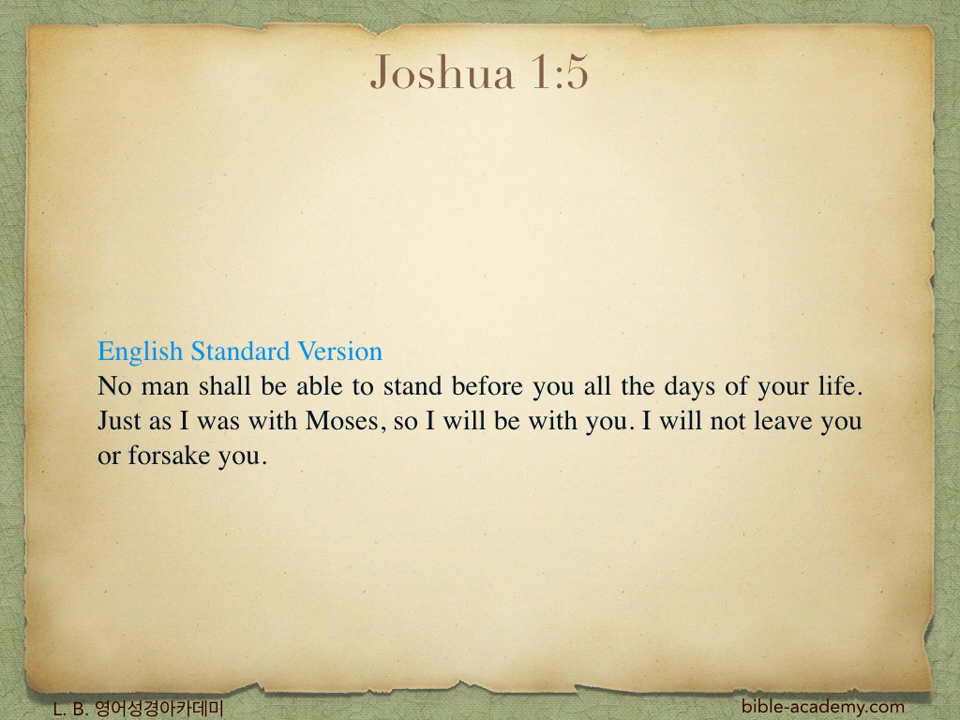 Joshua 1:5
English Standard Version
No man shall be able to stand before you all the days of your life.
Just as I was with Moses, so I will be with you. I will not leave you
or forsake you.
L. B. 영어성경아카데미
bible-academy.com